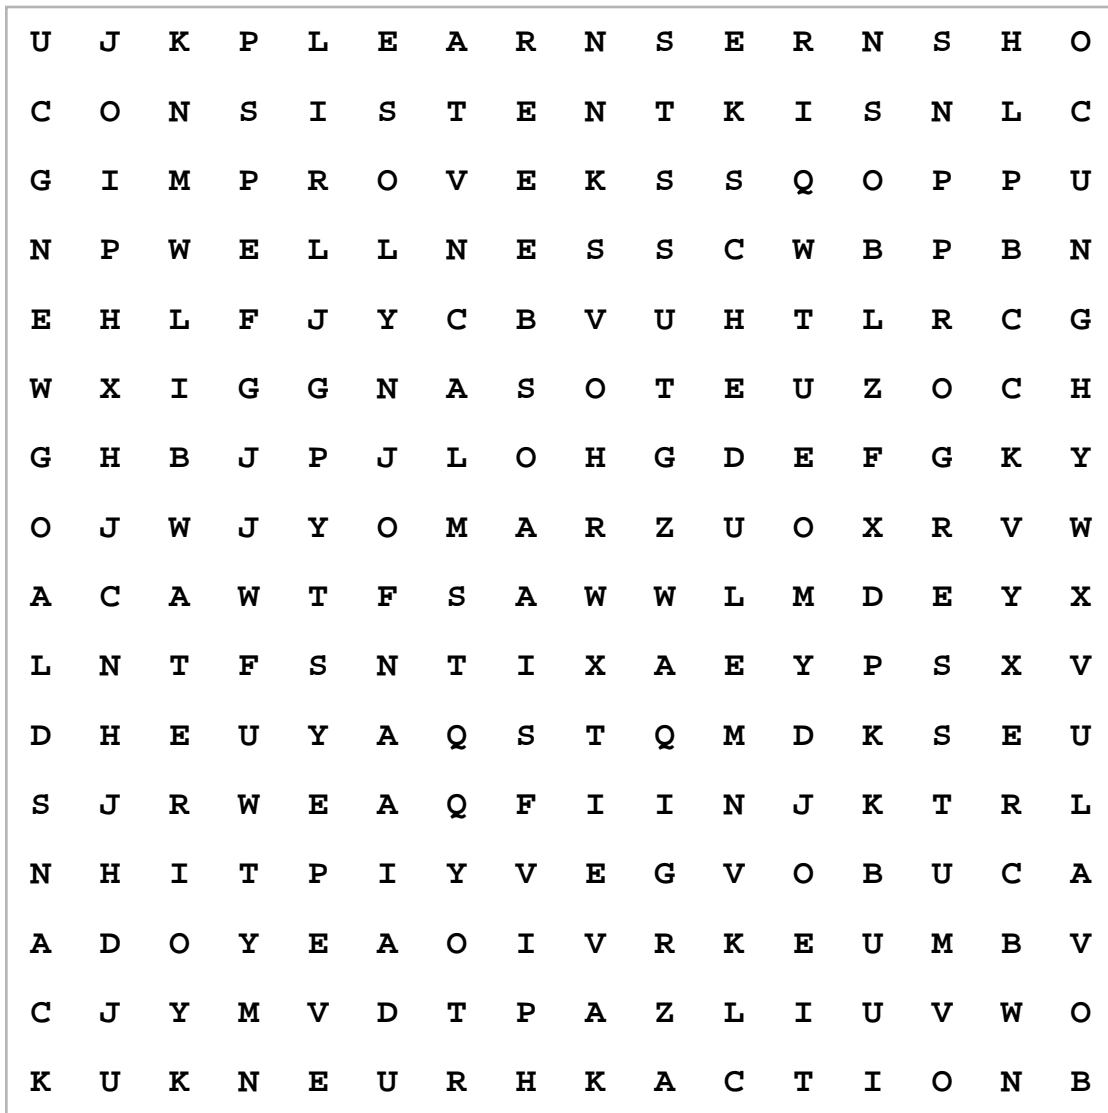 U J K P L E A R N S E R N S H O
C O N S I S T E N T K I S N L C
G I M P R O V E K S S Q O P P U
N P W E L L N E S S C W B P B N
E H L F J Y C B V U H T L R C G
W X I G G N A S O T E U Z O C H
G H B J P J L O H G D E F G K Y
O J W J Y O M A R Z U O X R V W
A C A W T F S A W W L M D E Y X
L N T F S N T I X A E Y P S X V
D H E U Y A Q S T Q M D K S E U
S J R W E A Q F I I N J K T R L
N H I T P I Y V E G V O B U C A
A D O Y E A O I V R K E U M B V
C J Y M V D T P A Z L I U V W O
K U K N E U R H K A C T I O N B